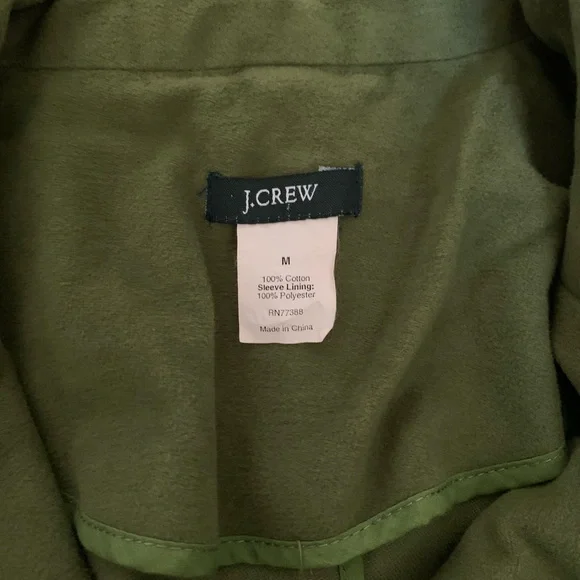 J.CREW
M
100% Cotton
Sleeve Lining:
100% Polyester
RN77388
Made in China